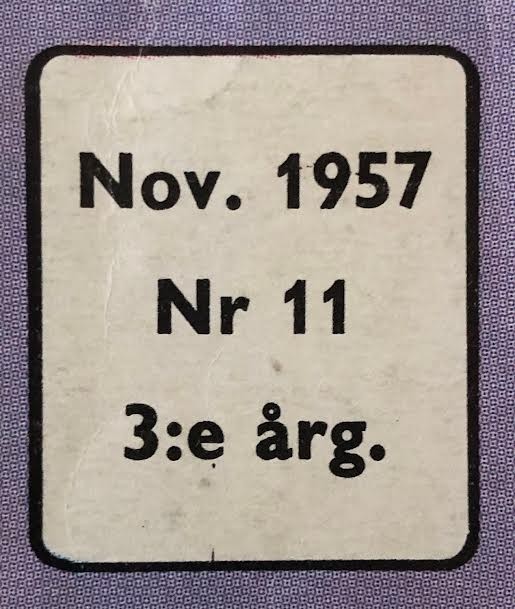 Nov. 1957
Nr 11
3:e årg.